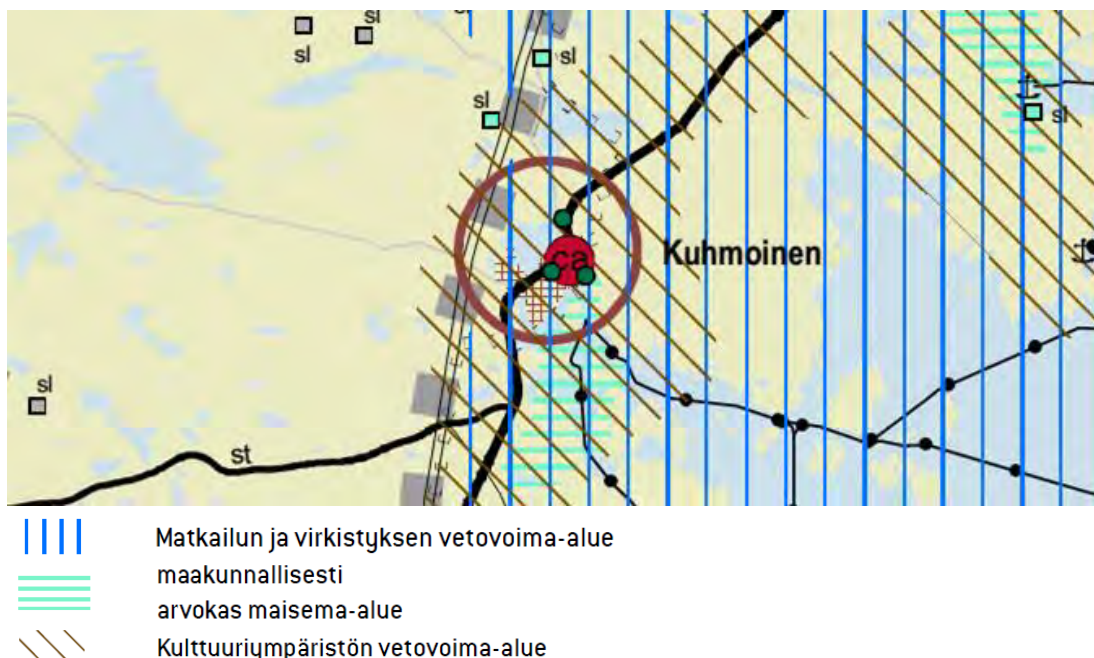 sl
sl
sl
sl
sl
ca
Kuhmoinen
sl
st
Matkailun ja virkistyksen vetovoima-alue
maakunnallisesti
arvokas maisema-alue
Kulttuuriympäristön vetovoima-alue